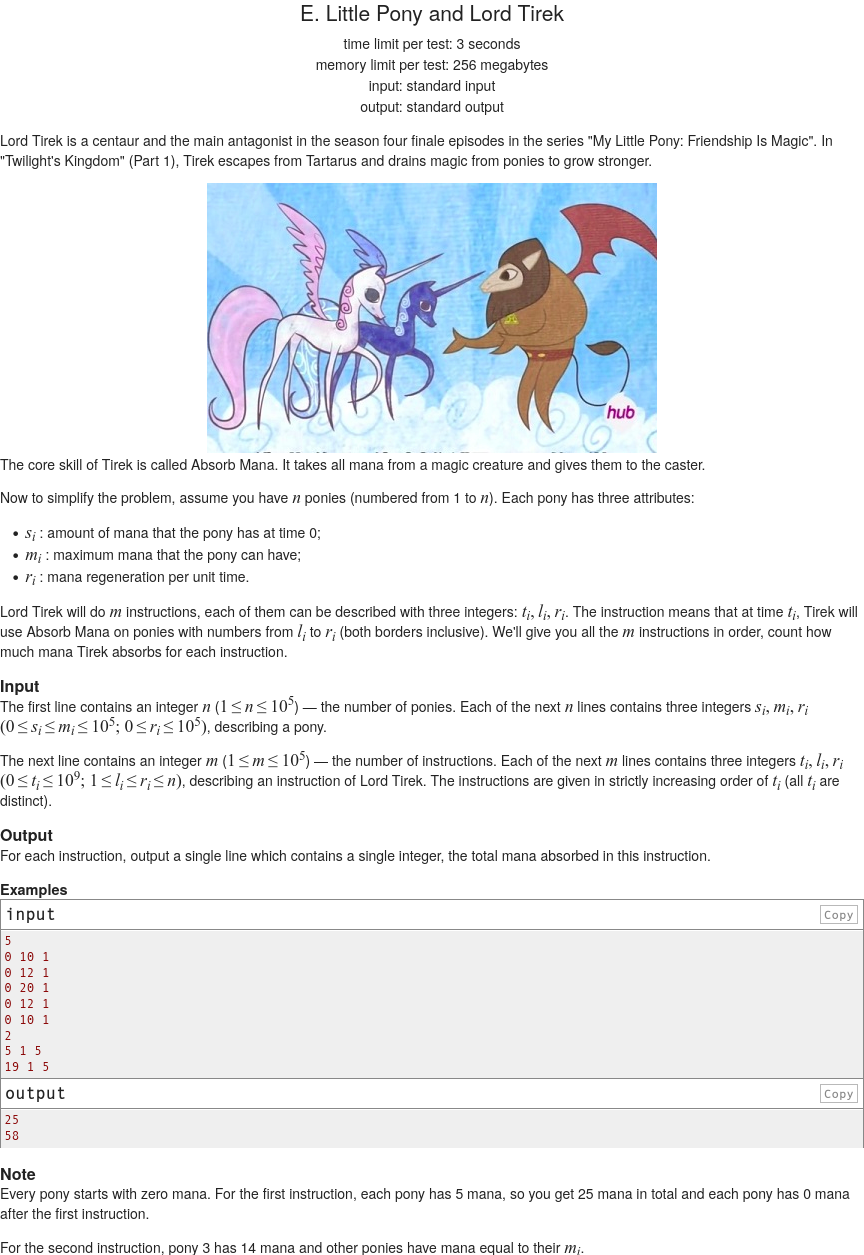 E. Little Pony and Lord Tirek
time limit per test: 3 seconds
memory limit per test: 256 megabytes
input: standard input
output: standard output
Lord Tirek is a centaur and the main antagonist in the season four finale episodes in the series "My Little Pony: Friendship Is Magic". In
"Twilight's Kingdom" (Part 1), Tirek escapes from Tartarus and drains magic from ponies to grow stronger.
hub
The core skill of Tirek is called Absorb Mana. It takes all mana from a magic creature and gives them to the caster.
Now to simplify the problem, assume you have n ponies (numbered from 1 to n). Each pony has three attributes:
• s_i : amount of mana that the pony has at time 0;
• m_i : maximum mana that the pony can have;
• r_i : mana regeneration per unit time.
Lord Tirek will do m instructions, each of them can be described with three integers: t_i, l_i, r_i. The instruction means that at time t_i, Tirek will
use Absorb Mana on ponies with numbers from l_i to r_i (both borders inclusive). We'll give you all the m instructions in order, count how
much mana Tirek absorbs for each instruction.
Input
The first line contains an integer n (1 ≤ n ≤ 10^5) — the number of ponies. Each of the next n lines contains three integers s_i, m_i, r_i
(0 ≤ s_i ≤ m_i ≤ 10^5; 0 ≤ r_i ≤ 10^5), describing a pony.
The next line contains an integer m (1 ≤ m ≤ 10^5) — the number of instructions. Each of the next m lines contains three integers t_i, l_i, r_i
(0 ≤ t_i ≤ 10^9; 1 ≤ l_i ≤ r_i ≤ n), describing an instruction of Lord Tirek. The instructions are given in strictly increasing order of t_i (all t_i are
distinct).
Output
For each instruction, output a single line which contains a single integer, the total mana absorbed in this instruction.
Examples
input Copy
5
0 10 1
0 12 1
0 20 1
0 12 1
0 10 1
2
5 1 5
19 1 5
output Copy
25
58
Note
Every pony starts with zero mana. For the first instruction, each pony has 5 mana, so you get 25 mana in total and each pony has 0 mana
after the first instruction.
For the second instruction, pony 3 has 14 mana and other ponies have mana equal to their m_i.